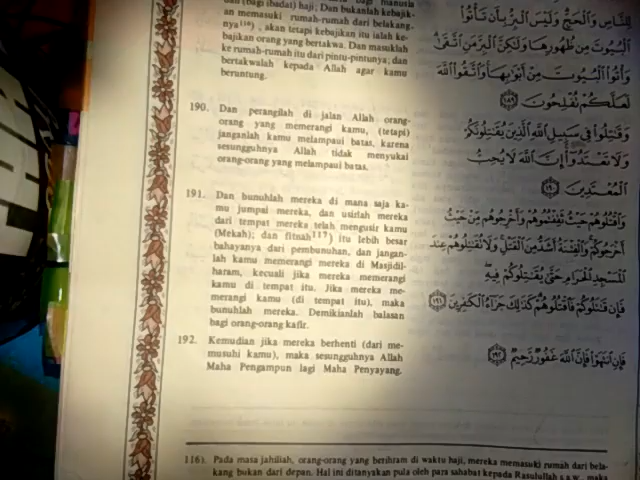 dan (bagi ibadat) haji; Dan bukanlah kebajik-
an memasuki rumah-rumah dari belakang-
nya¹¹⁶) , akan tetapi kebajikan itu ialah ke-
bajikan orang yang bertakwa. Dan masuklah
ke rumah-rumah itu dari pintu-pintunya; dan
bertakwalah kepada Allah agar kamu
beruntung.
190. Dan perangilah di jalan Allah orang-
orang yang memerangi kamu, (tetapi)
janganlah kamu melampaui batas, karena
sesungguhnya Allah tidak menyukai
orang-orang yang melampaui batas.
191. Dan bunuhlah mereka di mana saja ka-
mu jumpai mereka, dan usirlah mereka
dari tempat mereka telah mengusir kamu
(Mekah); dan fitnah¹¹⁷) itu lebih besar
bahayanya dari pembunuhan, dan jangan-
lah kamu memerangi mereka di Masjidil-
haram, kecuali jika mereka memerangi
kamu di tempat itu. Jika mereka me-
merangi kamu (di tempat itu), maka
bunuhlah mereka. Demikianlah balasan
bagi orang-orang kafir.
192. Kemudian jika mereka berhenti (dari me-
musuhi kamu), maka sesungguhnya Allah
Maha Pengampun lagi Maha Penyayang.
لِلنَّاسِ وَالْحَجِّ وَلَيْسَ الْبِرُّ بِأَنْ تَأْتُوا
الْبُيُوتَ مِنْ ظُهُورِهَا وَلَكِنَّ الْبِرَّ مَنِ اتَّقَىٰ
وَأْتُوا الْبُيُوتَ مِنْ أَبْوَابِهَا وَاتَّقُوا اللَّهَ
لَعَلَّكُمْ تُفْلِحُونَ ١٨٩
وَقَاتِلُوا فِي سَبِيلِ اللَّهِ الَّذِينَ يُقَاتِلُونَكُمْ
وَلَا تَعْتَدُوا إِنَّ اللَّهَ لَا يُحِبُّ
الْمُعْتَدِينَ ١٩٠
وَاقْتُلُوهُمْ حَيْثُ ثَقِفْتُمُوهُمْ وَأَخْرِجُوهُمْ مِنْ حَيْثُ
أَخْرَجُوكُمْ وَالْفِتْنَةُ أَشَدُّ مِنَ الْقَتْلِ وَلَا تُقَاتِلُوهُمْ عِنْدَ
الْمَسْجِدِ الْحَرَامِ حَتَّىٰ يُقَاتِلُوكُمْ فِيهِ
فَإِنْ قَاتَلُوكُمْ فَاقْتُلُوهُمْ كَذَلِكَ جَزَاءُ الْكَافِرِينَ ١٩١
فَإِنِ انْتَهَوْا فَإِنَّ اللَّهَ غَفُورٌ رَحِيمٌ ١٩٢
116). Pada masa jahiliah, orang-orang yang berihram di waktu haji, mereka memasuki rumah dari bela-
kang bukan dari depan. Hal ini ditanyakan pula oleh para sahabat kepada Rasulullah s.a.w., maka